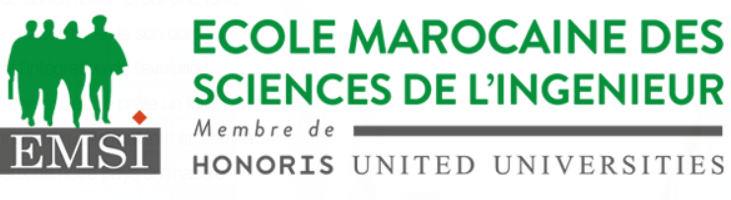 ECOLE MAROCAINE DES
SCIENCES DE L'INGENIEUR
Membre de
EMSI
HONORIS UNITED UNIVERSITIES